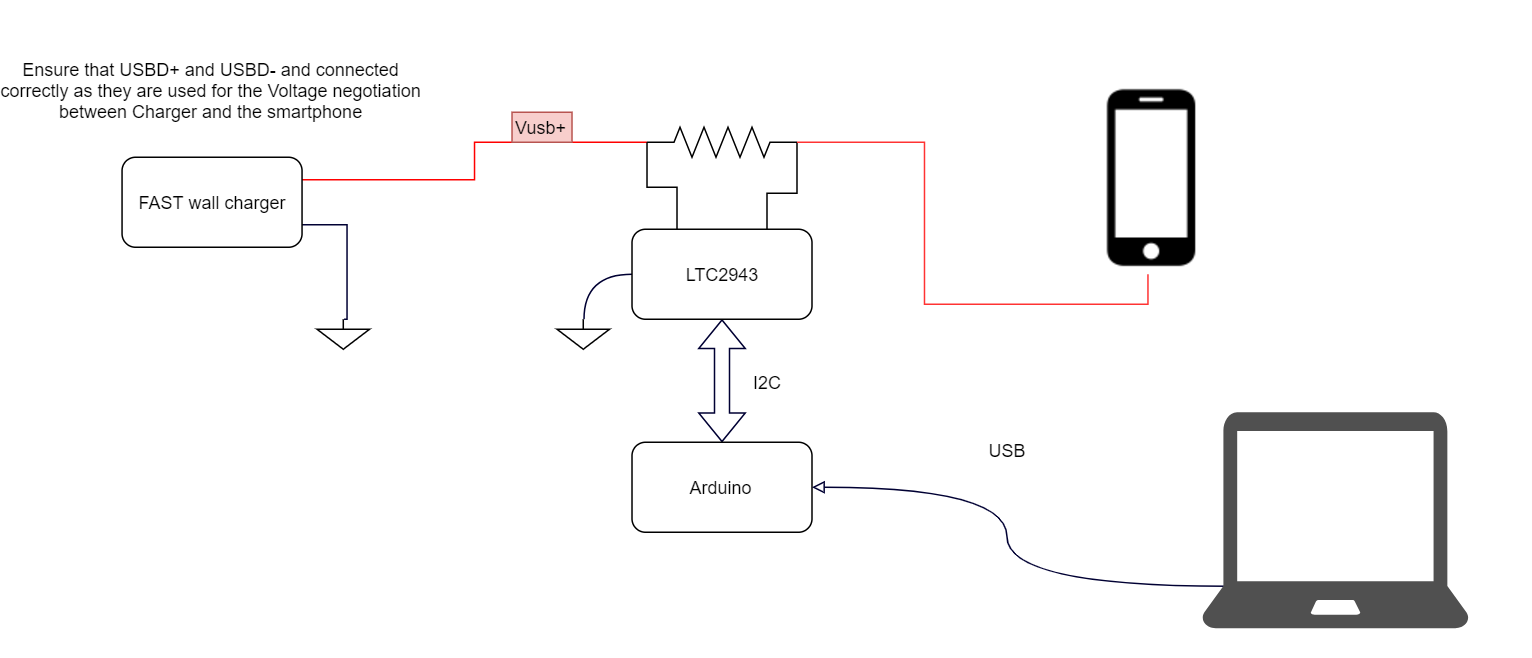 Ensure that USBD+ and USBD- and connected
correctly as they are used for the Voltage negotiation
between Charger and the smartphone
Vusb+
FAST wall charger
LTC2943
I2C
USB
Arduino